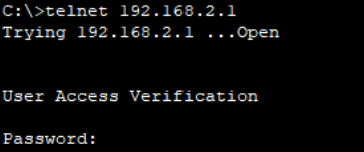 C:\>telnet 192.168.2.1
Trying 192.168.2.1 ...Open
User Access Verification
Password: